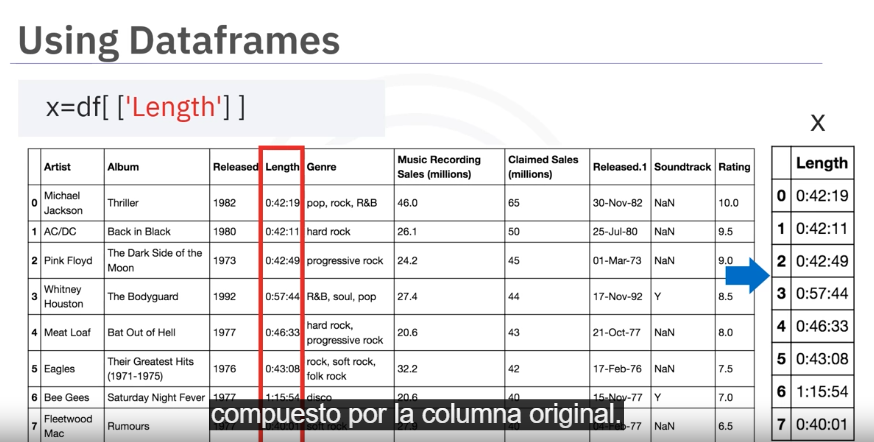 Using Dataframes
x=df[ ['Length'] ]
X
Artist Album Released Length Genre Music Recording Sales (millions) Claimed Sales (millions) Released.1 Soundtrack Rating
0 Michael Jackson Thriller 1982 0:42:19 pop, rock, R&B 46.0 65 30-Nov-82 NaN 10.0
1 AC/DC Back in Black 1980 0:42:11 hard rock 26.1 50 25-Jul-80 NaN 9.5
2 Pink Floyd The Dark Side of the Moon 1973 0:42:49 progressive rock 24.2 45 01-Mar-73 NaN 9.0
3 Whitney Houston The Bodyguard 1992 0:57:44 R&B, soul, pop 27.4 44 17-Nov-92 Y 8.5
4 Meat Loaf Bat Out of Hell 1977 0:46:33 hard rock, progressive rock 20.6 43 21-Oct-77 NaN 8.0
5 Eagles Their Greatest Hits (1971-1975) 1976 0:43:08 rock, soft rock, folk rock 32.2 42 17-Feb-76 NaN 7.5
6 Bee Gees Saturday Night Fever 1977 1:15:54 disco 20.6 40 15-Nov-77 Y 7.0
7 Fleetwood Mac Rumours 1977 0:40:01 soft rock 27.9 40 04-Feb-77 NaN 6.5
Length
0 0:42:19
1 0:42:11
2 0:42:49
3 0:57:44
4 0:46:33
5 0:43:08
6 1:15:54
7 0:40:01
compuesto por la columna original.